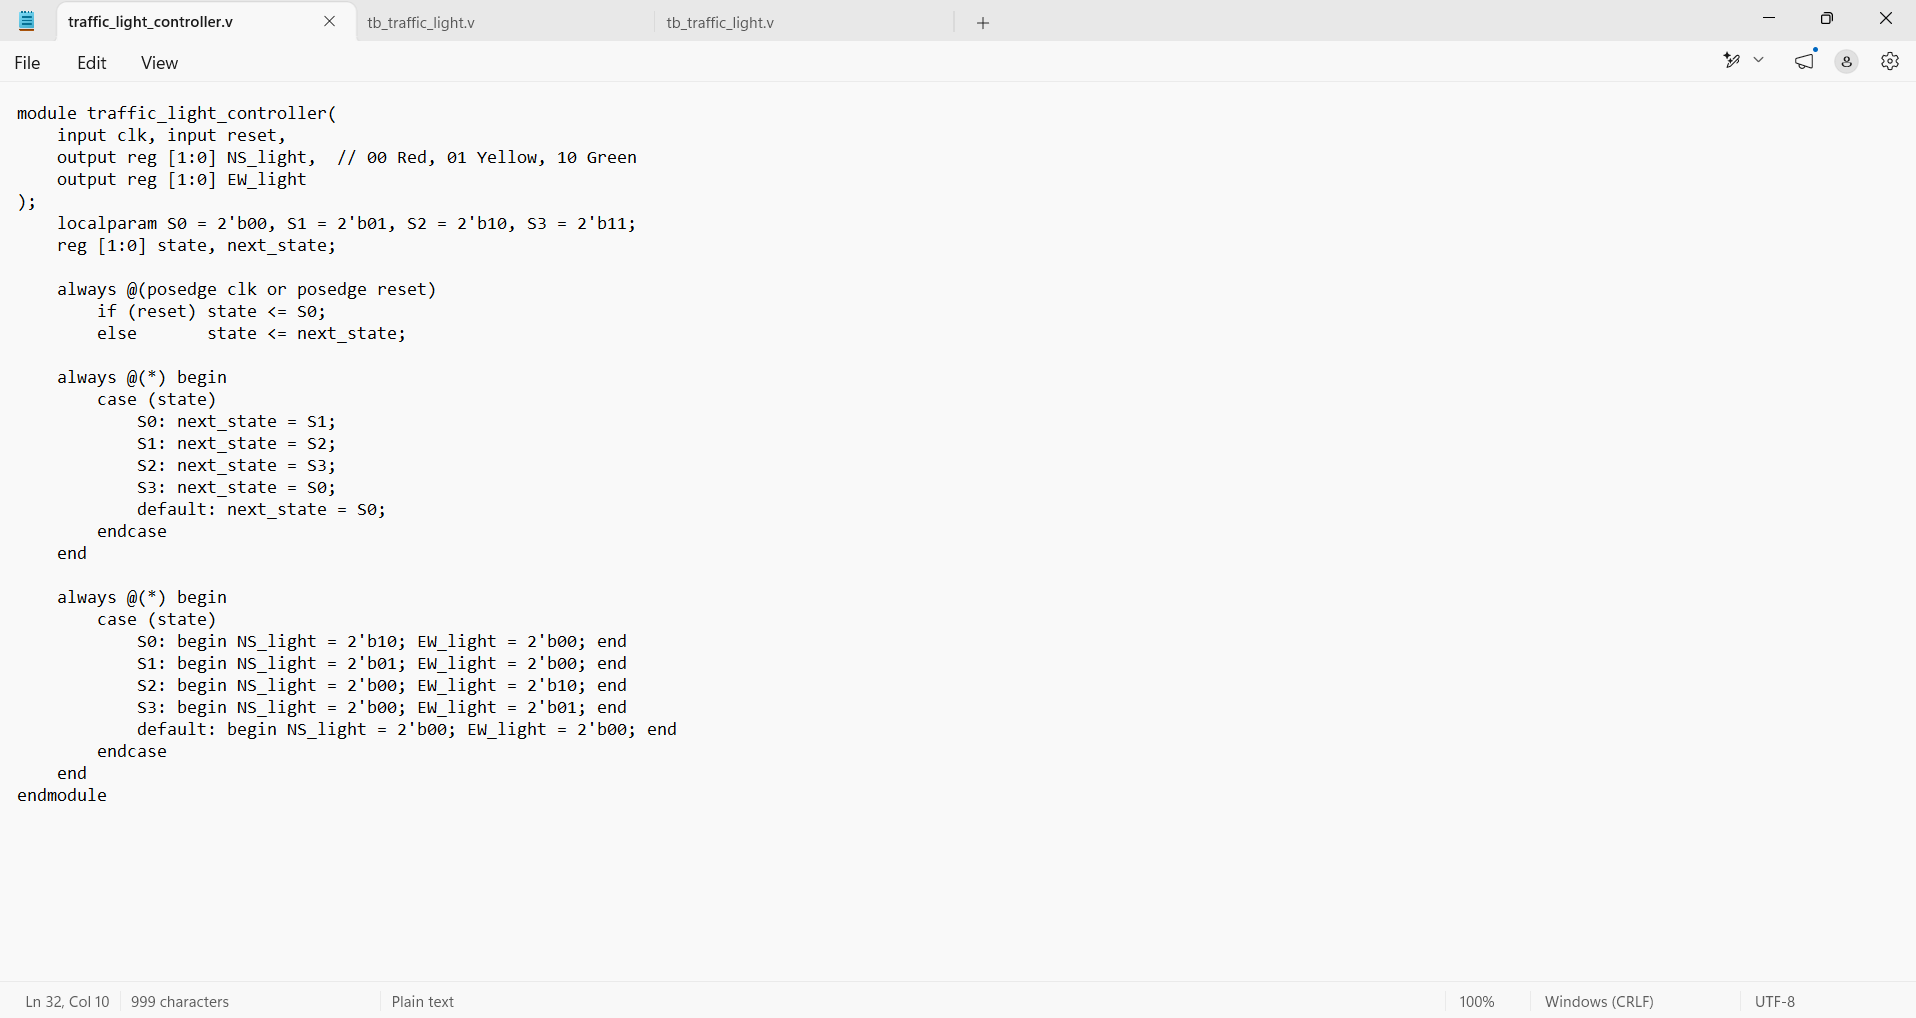 traffic_light_controller.v tb_traffic_light.v tb_traffic_light.v
File Edit View
module traffic_light_controller(
    input clk, input reset,
    output reg [1:0] NS_light,  // 00 Red, 01 Yellow, 10 Green
    output reg [1:0] EW_light
);
    localparam S0 = 2'b00, S1 = 2'b01, S2 = 2'b10, S3 = 2'b11;
    reg [1:0] state, next_state;

    always @(posedge clk or posedge reset)
        if (reset) state <= S0;
        else       state <= next_state;

    always @(*) begin
        case (state)
            S0: next_state = S1;
            S1: next_state = S2;
            S2: next_state = S3;
            S3: next_state = S0;
            default: next_state = S0;
        endcase
    end

    always @(*) begin
        case (state)
            S0: begin NS_light = 2'b10; EW_light = 2'b00; end
            S1: begin NS_light = 2'b01; EW_light = 2'b00; end
            S2: begin NS_light = 2'b00; EW_light = 2'b10; end
            S3: begin NS_light = 2'b00; EW_light = 2'b01; end
            default: begin NS_light = 2'b00; EW_light = 2'b00; end
        endcase
    end
endmodule
Ln 32, Col 10 999 characters Plain text 100% Windows (CRLF) UTF-8